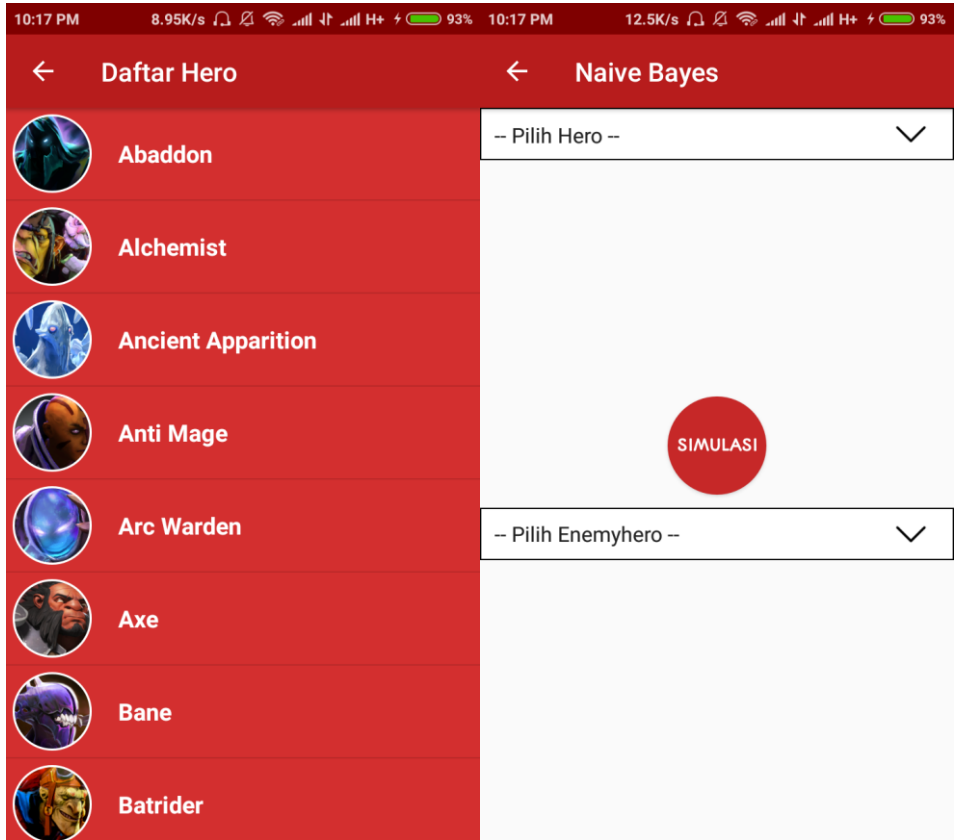 10:17 PM 8.95K/s H+ 93%
Daftar Hero
Abaddon
Alchemist
Ancient Apparition
Anti Mage
Arc Warden
Axe
Bane
Batrider
10:17 PM 12.5K/s H+ 93%
Naive Bayes
-- Pilih Hero --
SIMULASI
-- Pilih Enemyhero --